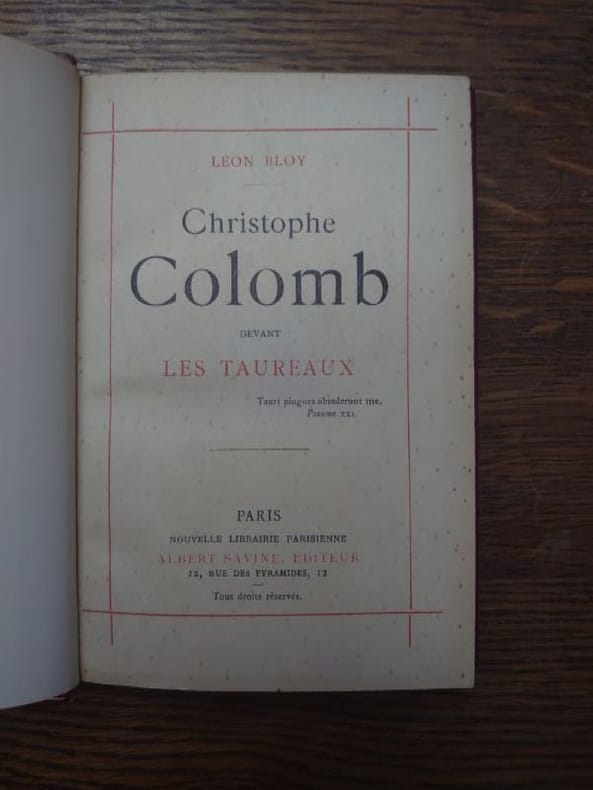 LÉON BLOY
Christophe
Colomb
DEVANT
LES TAUREAUX
Tauri pingues obsederunt me.
Psaume XXI.
PARIS
NOUVELLE LIBRAIRIE PARISIENNE
ALBERT SAVINE, ÉDITEUR
12, RUE DES PYRAMIDES, 12
Tous droits réservés.